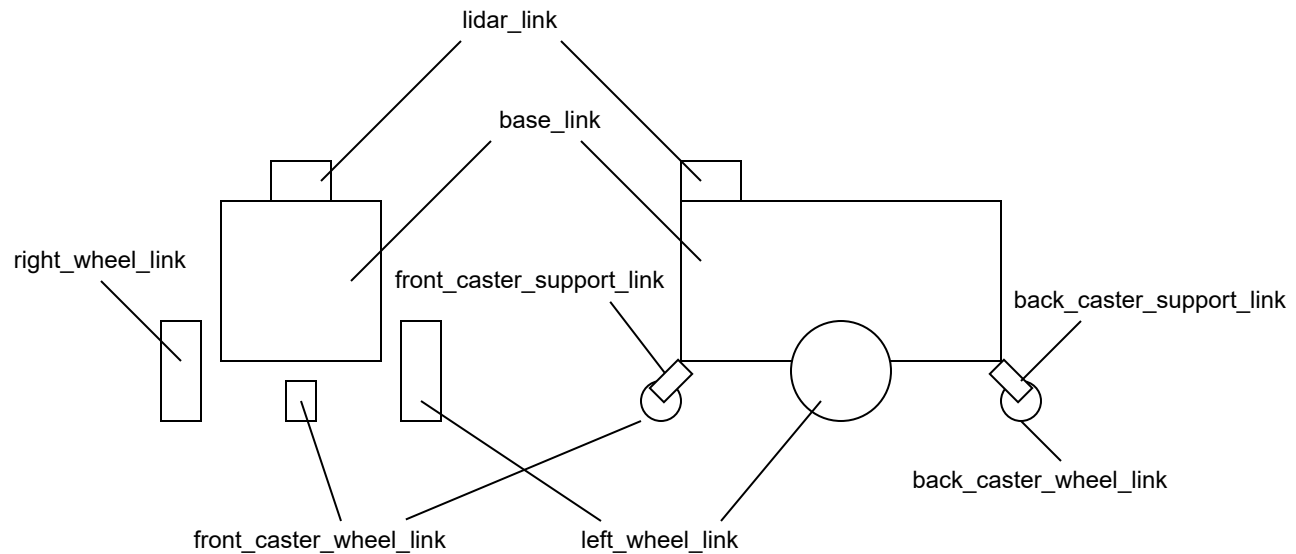 lidar_link
base_link
right_wheel_link
front_caster_support_link
back_caster_support_link
back_caster_wheel_link
front_caster_wheel_link
left_wheel_link